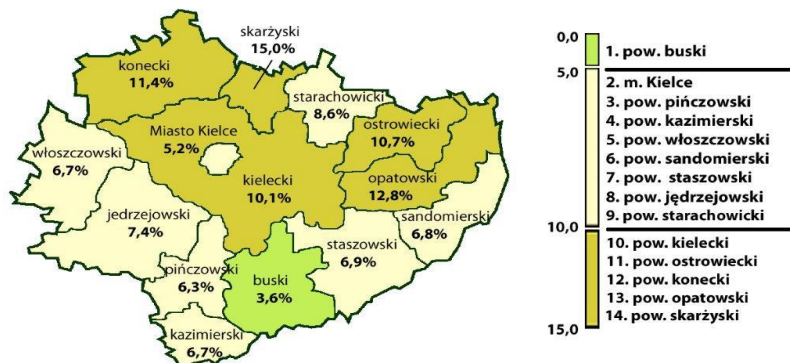 skarżyski
15,0%
konecki
11,4%
starachowicki
8,6%
Miasto Kielce
5,2%
ostrowiecki
10,7%
włoszczowski
6,7%
kielecki
10,1%
opatowski
12,8%
jedrzejowski
7,4%
sandomierski
6,8%
staszowski
6,9%
pińczowski
6,3%
buski
3,6%
kazimierski
6,7%
0,0
1. pow. buski
5,0
2. m. Kielce
3. pow. pińczowski
4. pow. kazimierski
5. pow. włoszczowski
6. pow. sandomierski
7. pow. staszowski
8. pow. jędrzejowski
9. pow. starachowicki
10,0
10. pow. kielecki
11. pow. ostrowiecki
12. pow. konecki
13. pow. opatowski
14. pow. skarżyski
15,0